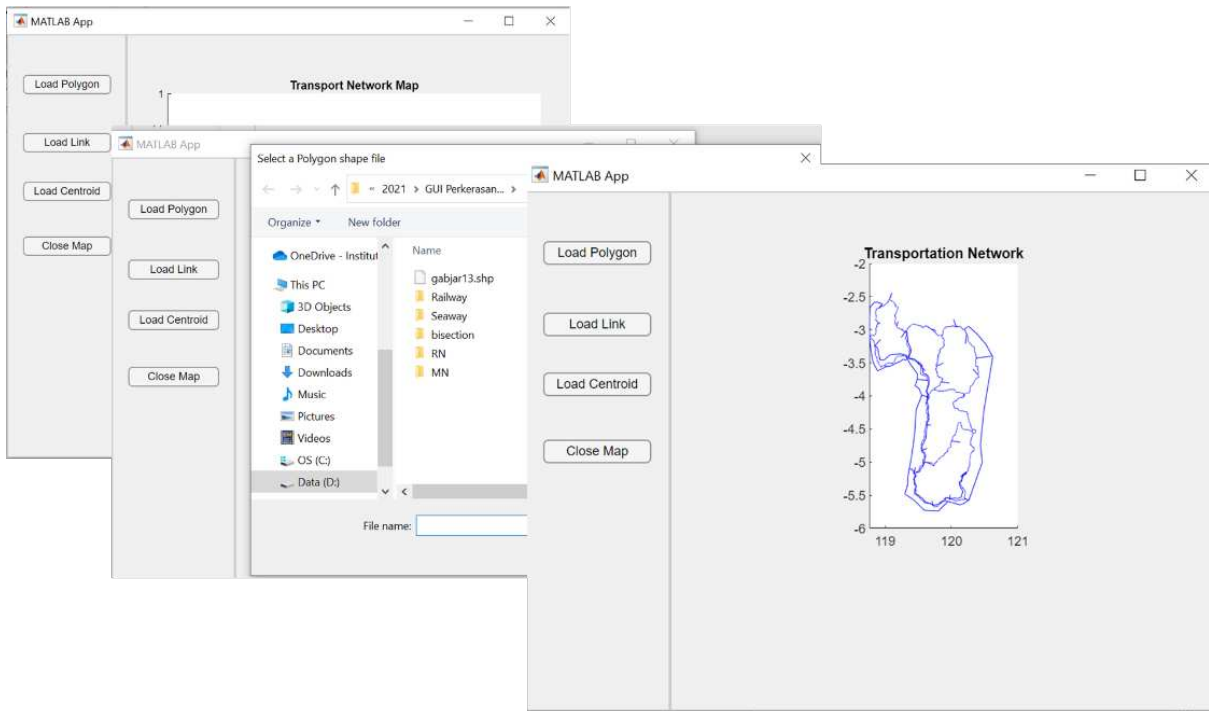 MATLAB App
Load Polygon
Load Link
Load Centroid
Close Map
Transport Network Map
1
MATLAB App
Load Polygon
Load Link
Load Centroid
Close Map
Select a Polygon shape file
« 2021 > GUI Perkerasan... >
Organize
New folder
OneDrive - Institut
This PC
3D Objects
Desktop
Documents
Downloads
Music
Pictures
Videos
OS (C:)
Data (D:)
Name
gabjar13.shp
Railway
Seaway
bisection
RN
MN
File name:
MATLAB App
Load Polygon
Load Link
Load Centroid
Close Map
Transportation Network
-2
-2.5
-3
-3.5
-4
-4.5
-5
-5.5
-6
119 120 121